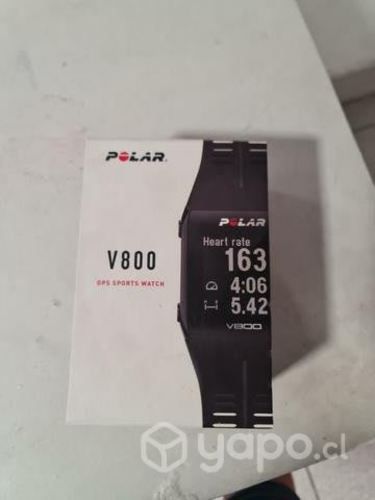 POLAR
V800
GPS SPORTS WATCH
POLAR
Heart rate
163
4:06
5.42
V800
yapo.cl